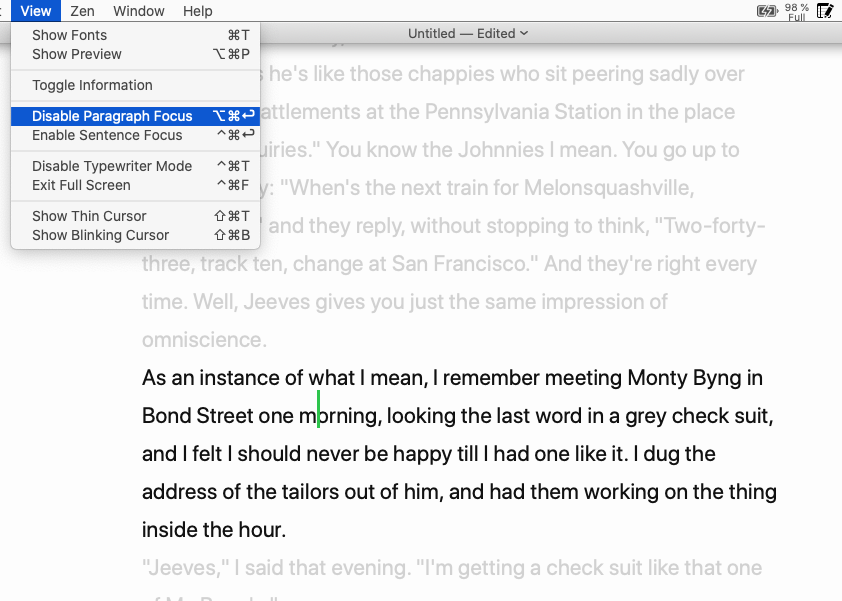 View Zen Window Help 98 % Full
Untitled — Edited
Show Fonts ⌘T
Show Preview ⌥⌘P
Toggle Information
Disable Paragraph Focus ⌥⌘↩
Enable Sentence Focus ^⌘↩
Disable Typewriter Mode ^⌘T
Exit Full Screen ^⌘F
Show Thin Cursor ⇧⌘T
Show Blinking Cursor ⇧⌘B
he's like those chappies who sit peering sadly over
attlements at the Pennsylvania Station in the place
uiries." You know the Johnnies I mean. You go up to
y: "When's the next train for Melonsquashville,
" and they reply, without stopping to think, "Two-forty-
three, track ten, change at San Francisco." And they're right every
time. Well, Jeeves gives you just the same impression of
omniscience.
As an instance of what I mean, I remember meeting Monty Byng in
Bond Street one morning, looking the last word in a grey check suit,
and I felt I should never be happy till I had one like it. I dug the
address of the tailors out of him, and had them working on the thing
inside the hour.
"Jeeves," I said that evening. "I'm getting a check suit like that one